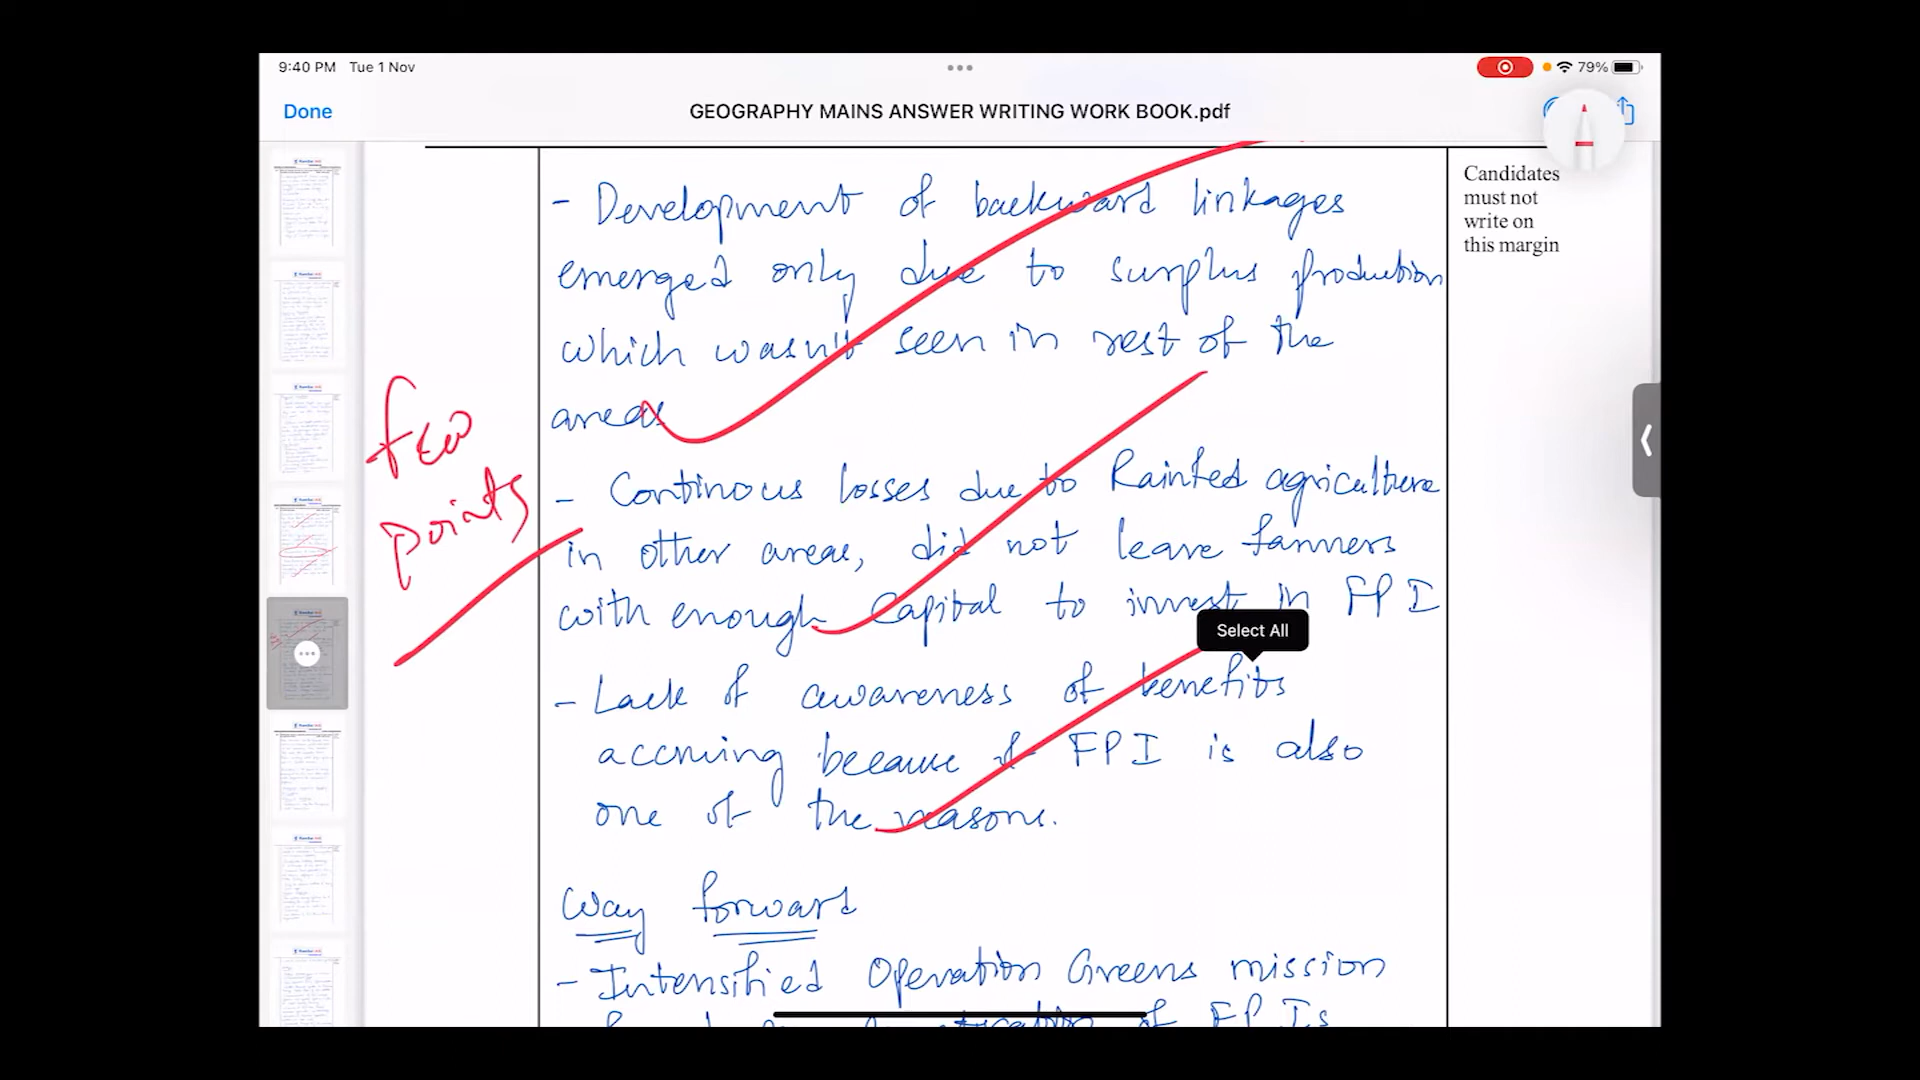 9:40 PM Tue 1 Nov
79%
Done
GEOGRAPHY MAINS ANSWER WRITING WORK BOOK.pdf
Candidates
must not
write on
this margin
- Development of backward linkages
emerged only due to surplus production
which wasn't seen in rest of the
areas
few
points
- Continous losses due to Rainfed agriculture
in other areas, did not leave farmers
with enough Capital to invest in FPI
Select All
- Lack of awareness of benefits
accruing because of FPI is also
one of the reasons.
Way forward
- Intensified Operation Greens mission
of FPIs